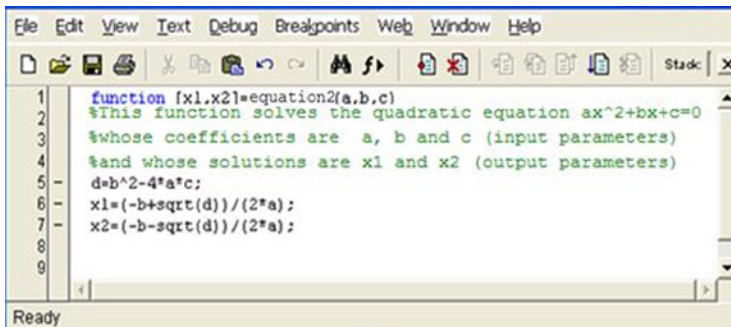 File Edit View Text Debug Breakpoints Web Window Help
Stack:
1 function [x1,x2]=equation2(a,b,c)
2 %This function solves the quadratic equation ax^2+bx+c=0
3 %whose coefficients are a, b and c (input parameters)
4 %and whose solutions are x1 and x2 (output parameters)
5 - d=b^2-4*a*c;
6 - x1=(-b+sqrt(d))/(2*a);
7 - x2=(-b-sqrt(d))/(2*a);
8
9
Ready